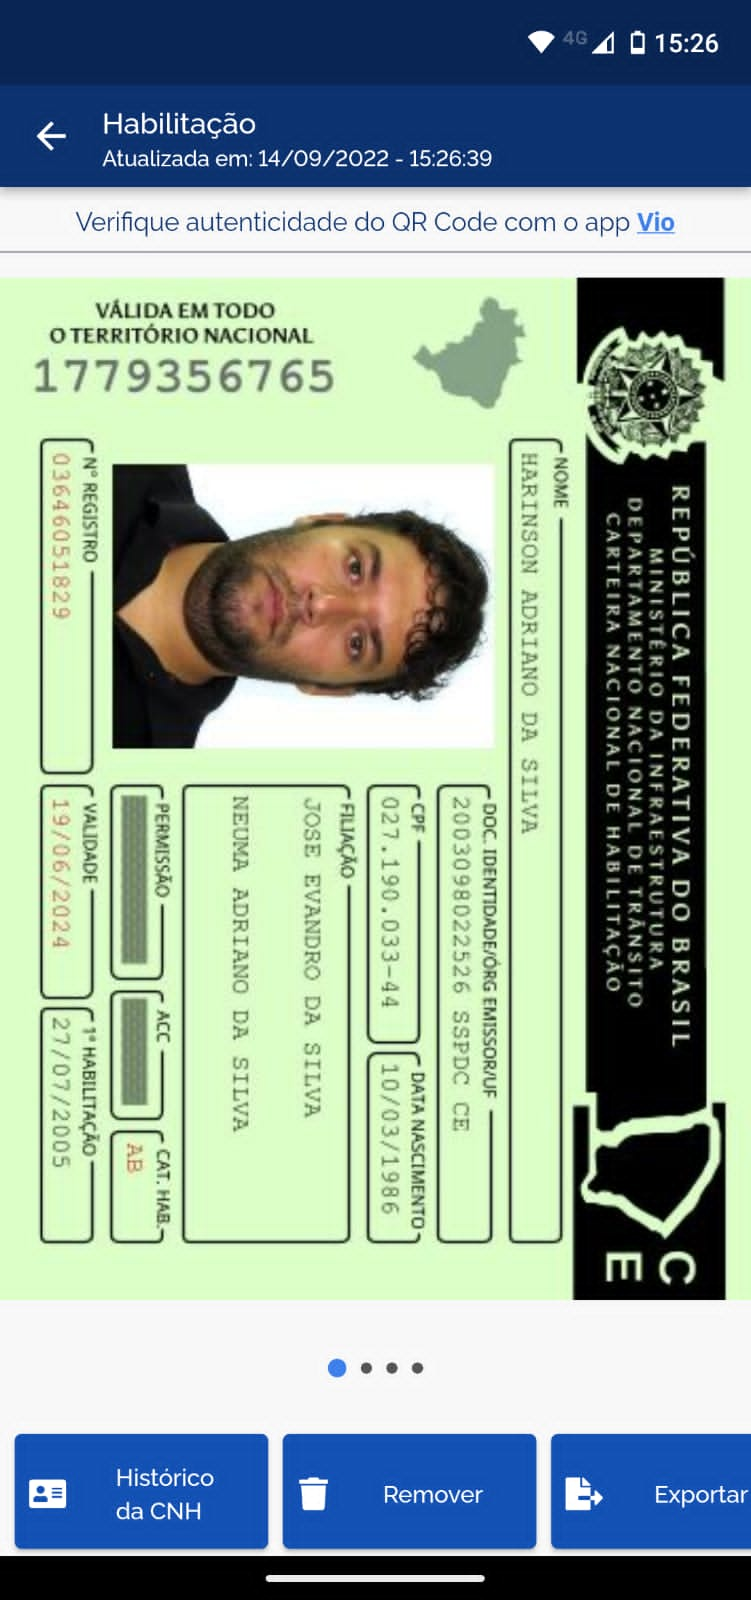 4G 15:26
Habilitação
Atualizada em: 14/09/2022 - 15:26:39
Verifique autenticidade do QR Code com o app Vio
REPÚBLICA FEDERATIVA DO BRASIL
MINISTÉRIO DA INFRAESTRUTURA
DEPARTAMENTO NACIONAL DE TRÂNSITO
CARTEIRA NACIONAL DE HABILITAÇÃO
CE
VÁLIDA EM TODO
O TERRITÓRIO NACIONAL
1779356765
NOME
HARINSON ADRIANO DA SILVA
DOC. IDENTIDADE/ÓRG EMISSOR/UF
2003098022526 SSPDC CE
CPF
027.190.033-44
DATA NASCIMENTO
10/03/1986
FILIAÇÃO
JOSE EVANDRO DA SILVA
NEUMA ADRIANO DA SILVA
PERMISSÃO
ACC
CAT. HAB.
AB
Nº REGISTRO
03646051829
VALIDADE
19/06/2024
1ª HABILITAÇÃO
27/07/2005
Histórico
da CNH
Remover
Exportar